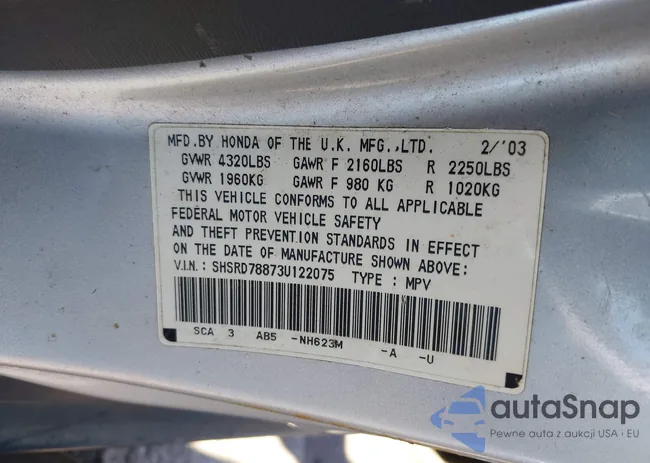 MFD.BY HONDA OF THE U.K. MFG.,LTD. 2/'03
GVWR 4320LBS GAWR F 2160LBS R 2250LBS
GVWR 1960KG GAWR F 980 KG R 1020KG
THIS VEHICLE CONFORMS TO ALL APPLICABLE
FEDERAL MOTOR VEHICLE SAFETY
AND THEFT PREVENTION STANDARDS IN EFFECT
ON THE DATE OF MANUFACTURE SHOWN ABOVE:
V.I.N.: SHSRD78873U122075 TYPE : MPV
SCA 3 AB5 -NH623M -A -U
autaSnap
Pewne auta z aukcji USA i EU